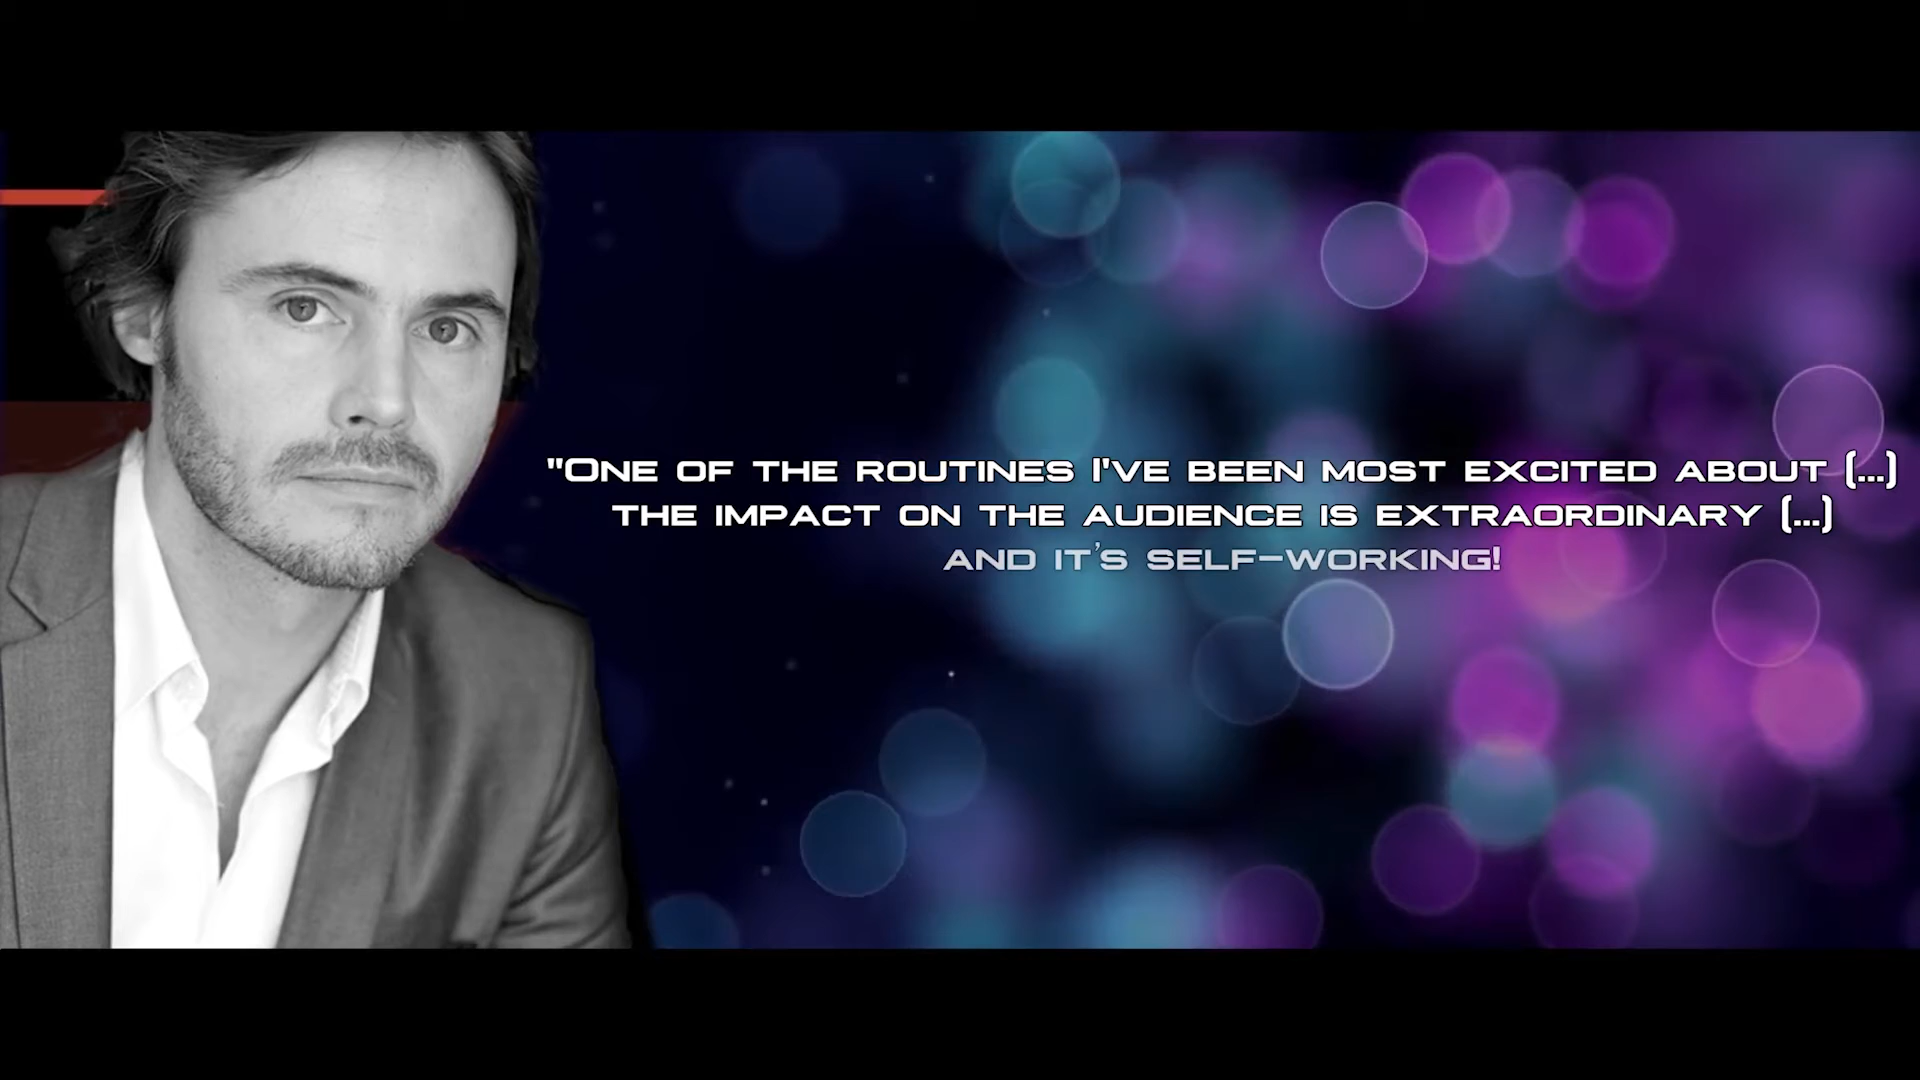 "One of the routines I've been most excited about (...)
the impact on the audience is extraordinary (...)
and it's self-working!